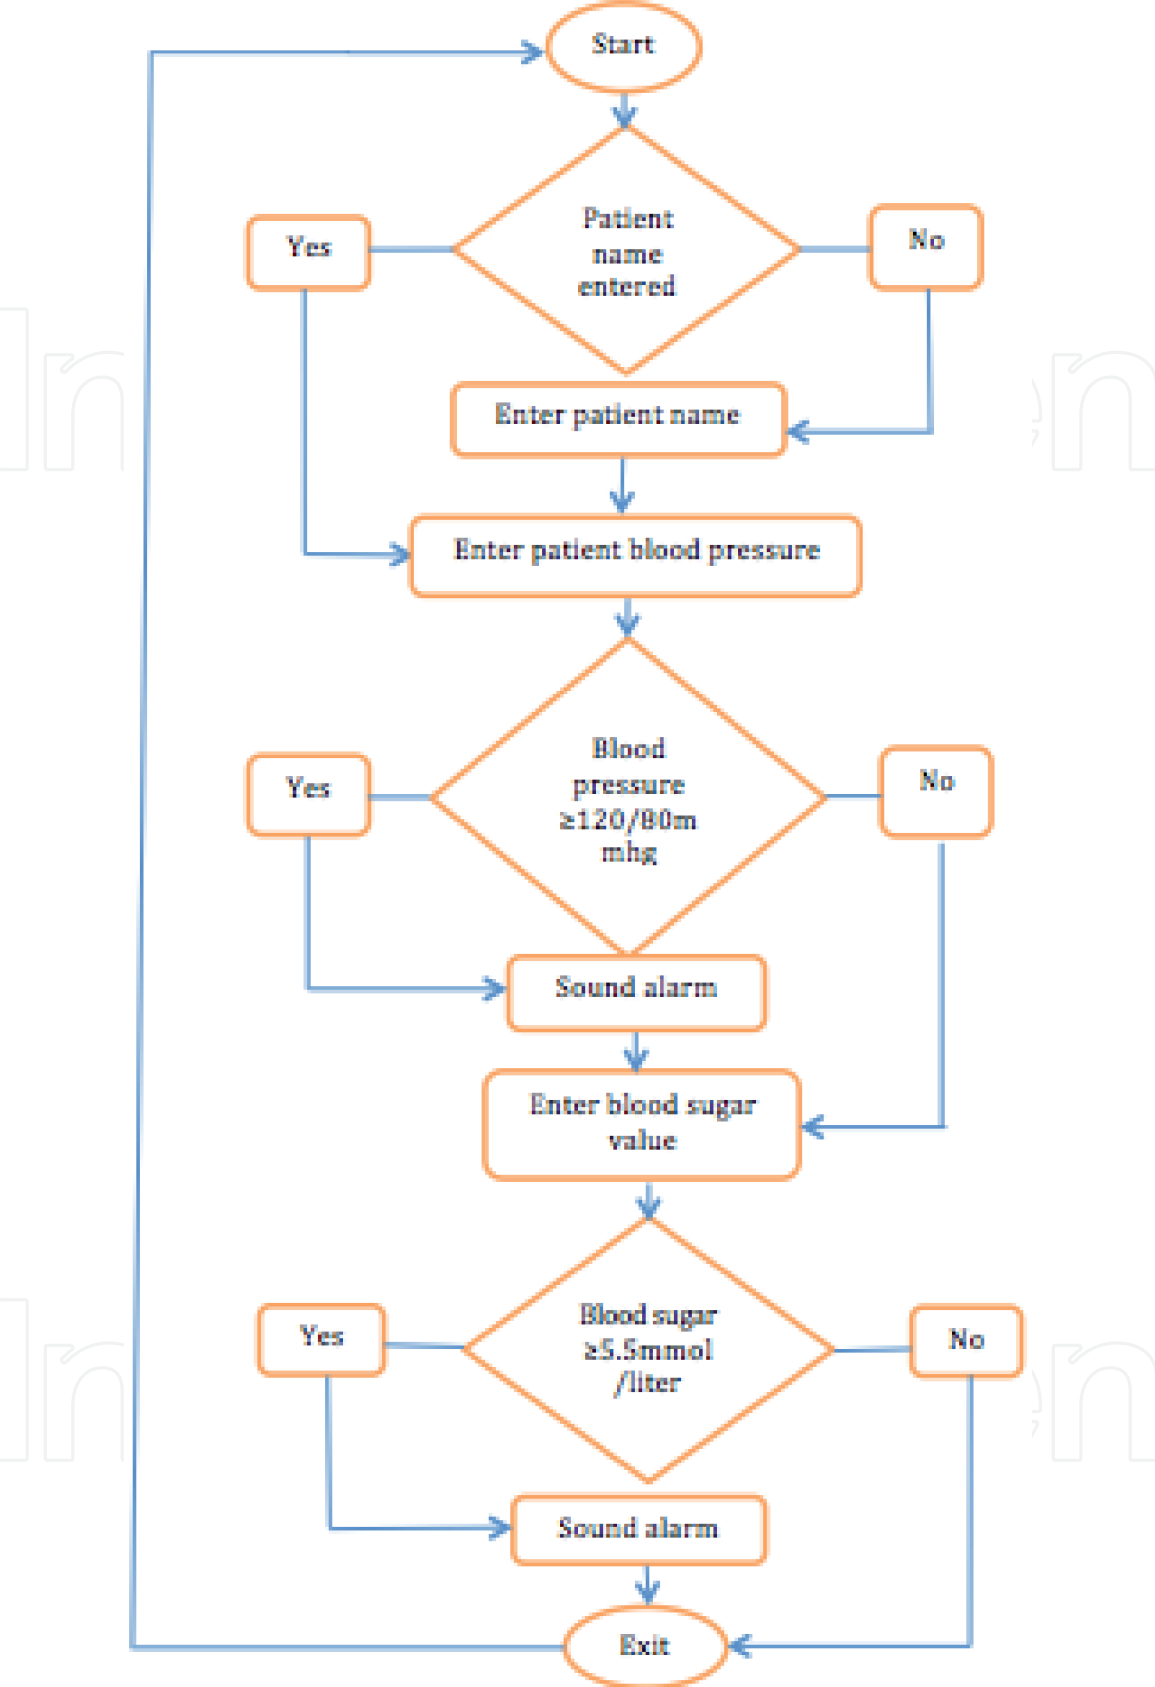 Start
Patient
name
entered
Yes
No
Enter patient name
Enter patient blood pressure
Blood
pressure
≥120/80m
mhg
Yes
No
Sound alarm
Enter blood sugar
value
Blood sugar
≥5.5mmol
/liter
Yes
No
Sound alarm
Exit